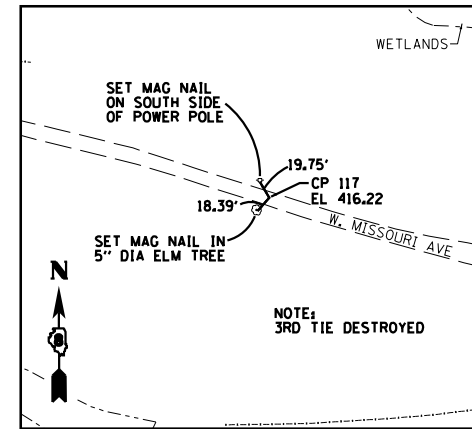 WETLANDS
SET MAG NAIL
ON SOUTH SIDE
OF POWER POLE
19.75'
CP 117
EL 416.22
18.39'
W. MISSOURI AVE
SET MAG NAIL IN
5" DIA ELM TREE
N
NOTE:
3RD TIE DESTROYED